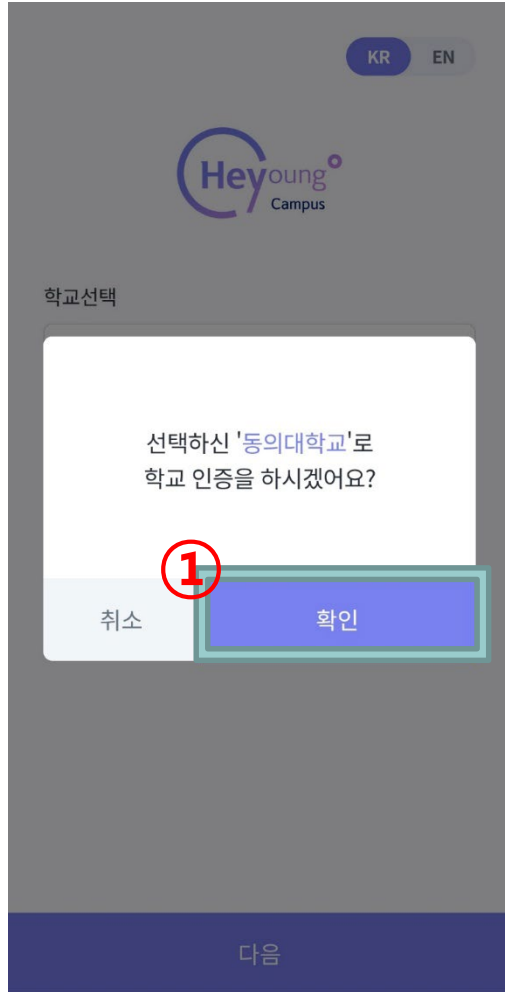 KR EN
Heyoung
Campus
학교선택
선택하신 '동의대학교'로
학교 인증을 하시겠어요?
①
취소 확인
다음